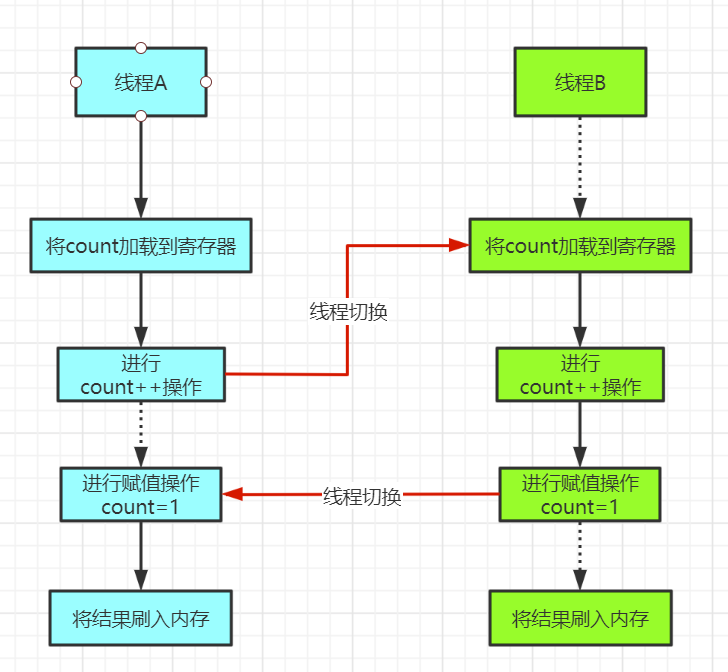 线程A
线程B
将count加载到寄存器
将count加载到寄存器
线程切换
进行
count++操作
进行
count++操作
进行赋值操作
count=1
线程切换
进行赋值操作
count=1
将结果刷入内存
将结果刷入内存